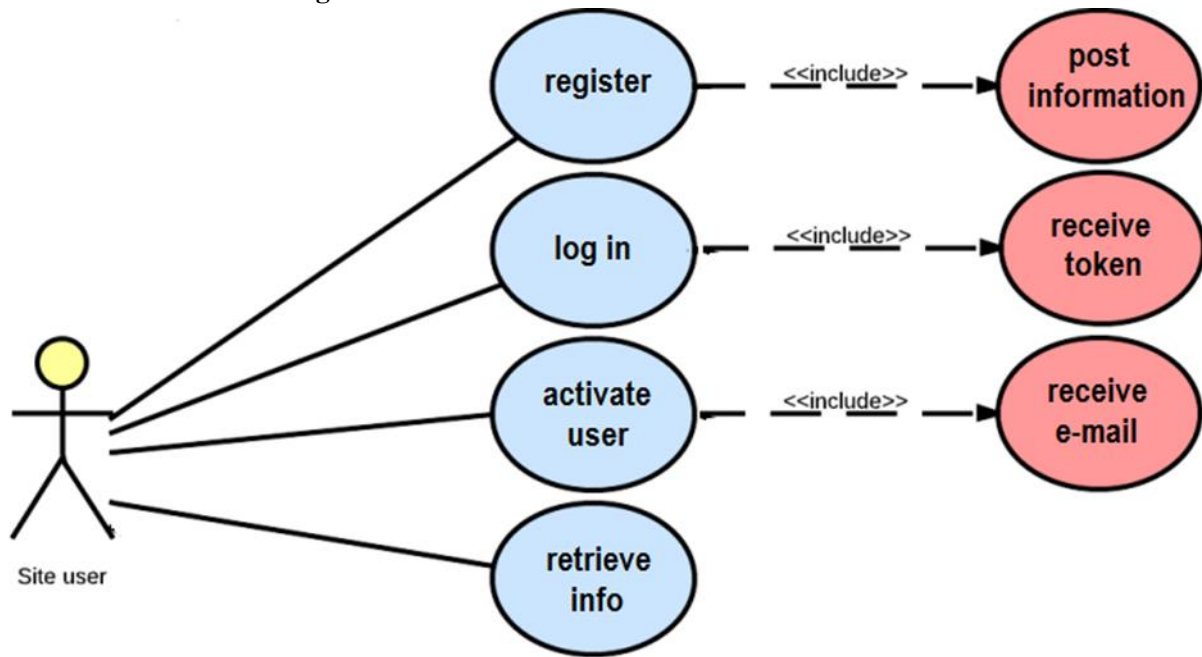 register
<<include>>
post
information
log in
<<include>>
receive
token
activate
user
<<include>>
receive
e-mail
retrieve
info
Site user